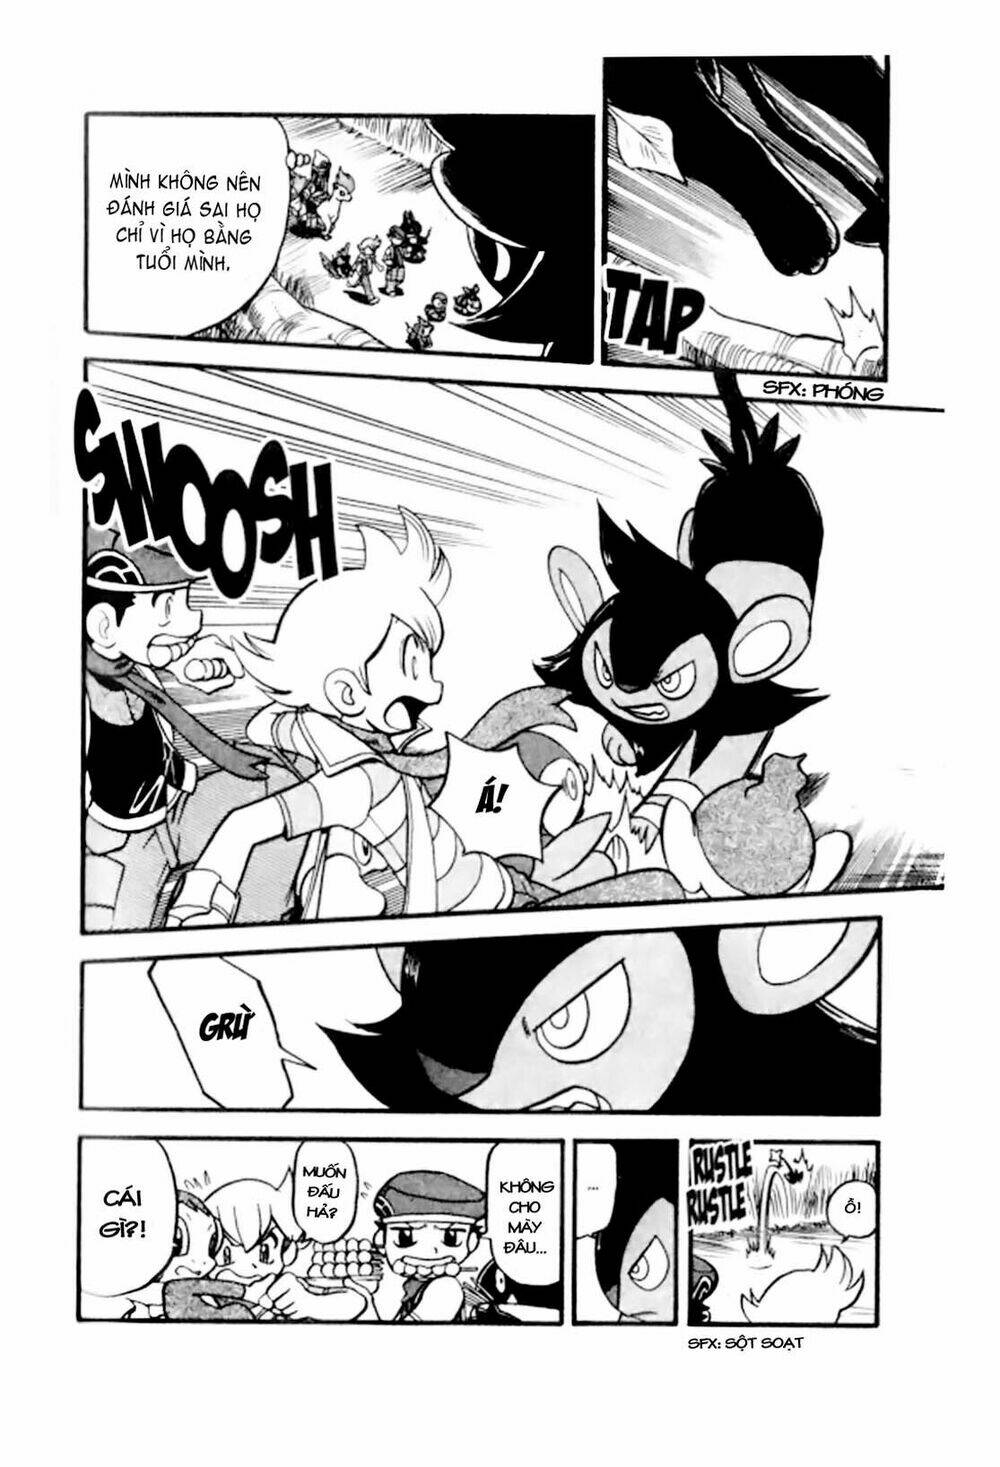 MÌNH KHÔNG NÊN
ĐÁNH GIÁ SAI HỌ
CHỈ VÌ HỌ BẰNG
TUỔI MÌNH.
TAP
SFX: PHÓNG
SWOOSH
Á!
GRỪ
CÁI
GÌ?!
MUỐN
ĐẤU
HẢ?
KHÔNG
CHO
MÀY
ĐÂU...
...
RUSTLE
RUSTLE
Ồ!
SFX: SỘT SOẠT